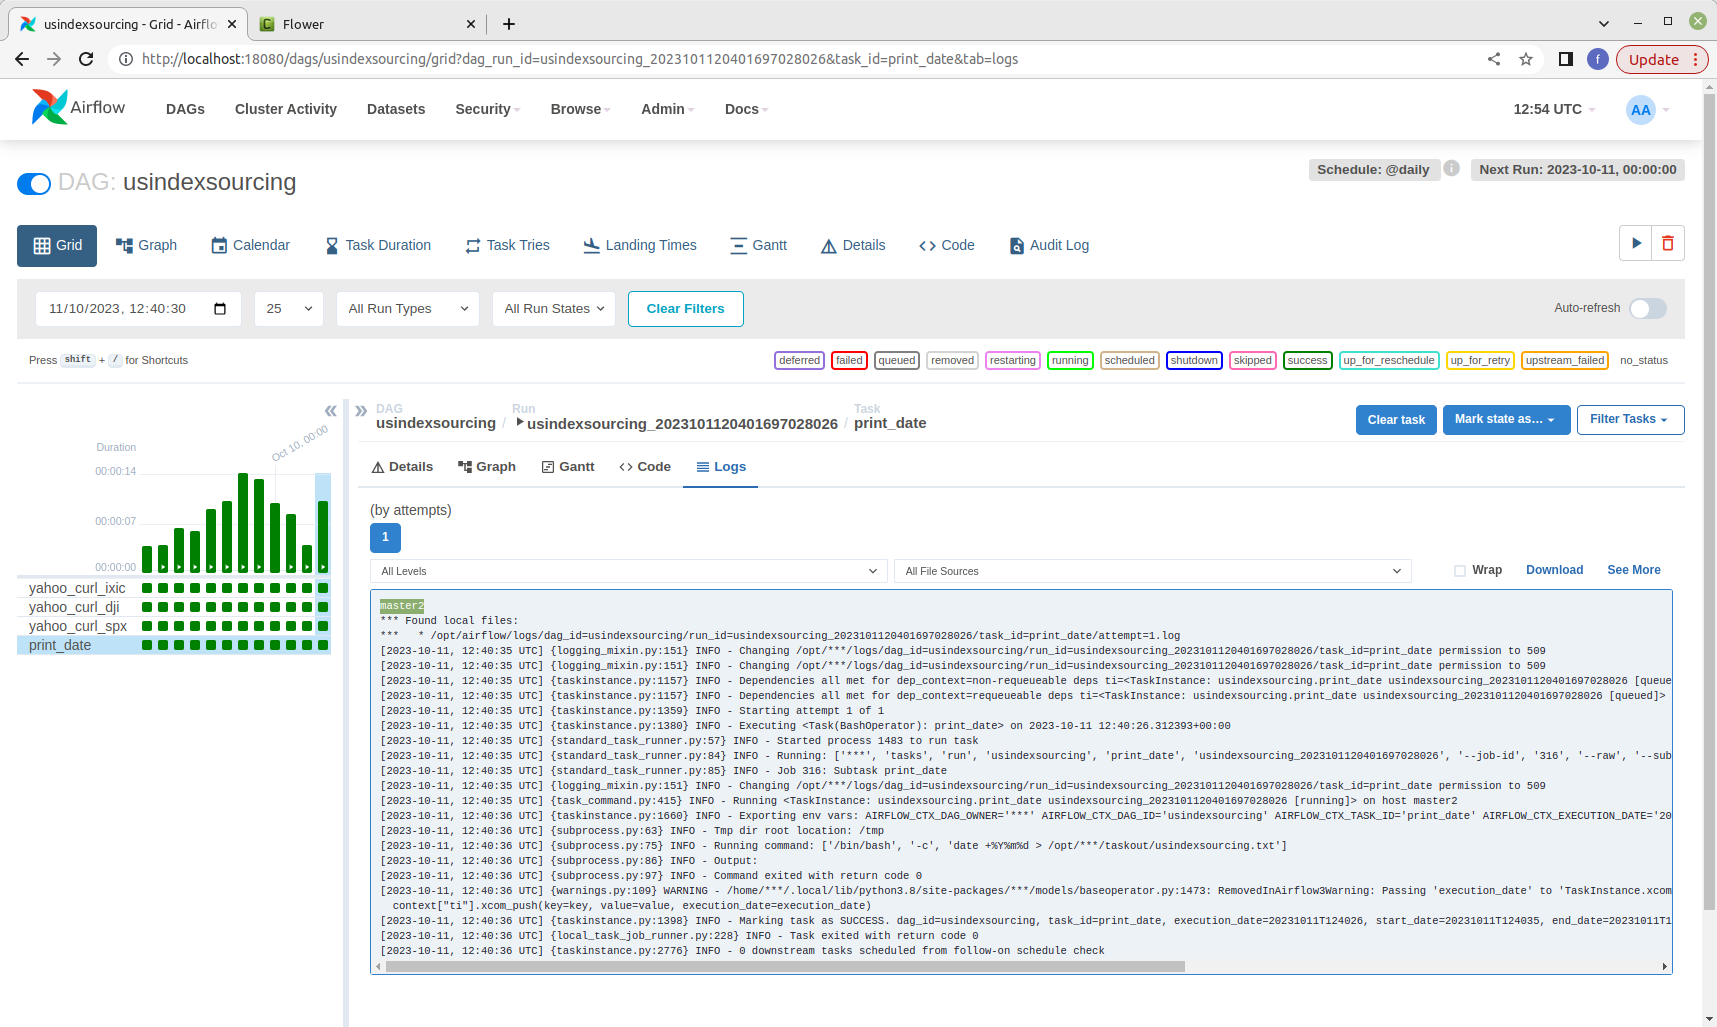 usindexsourcing - Grid - Airflo
Flower
http://localhost:18080/dags/usindexsourcing/grid?dag_run_id=usindexsourcing_2023101120401697028026&task_id=print_date&tab=logs
f
Update
Airflow
DAGs
Cluster Activity
Datasets
Security
Browse
Admin
Docs
12:54 UTC
AA
DAG: usindexsourcing
Schedule: @daily
i
Next Run: 2023-10-11, 00:00:00
Grid
Graph
Calendar
Task Duration
Task Tries
Landing Times
Gantt
Details
Code
Audit Log
11/10/2023, 12:40:30
25
All Run Types
All Run States
Clear Filters
Auto-refresh
Press shift + / for Shortcuts
deferred
failed
queued
removed
restarting
running
scheduled
shutdown
skipped
success
up_for_reschedule
up_for_retry
upstream_failed
no_status
Duration
Oct 10, 00:00
00:00:14
00:00:07
00:00:00
yahoo_curl_ixic
yahoo_curl_dji
yahoo_curl_spx
print_date
DAG
usindexsourcing /
Run
usindexsourcing_2023101120401697028026 /
Task
print_date
Clear task
Mark state as...
Filter Tasks
Details
Graph
Gantt
Code
Logs
(by attempts)
1
All Levels
All File Sources
Wrap
Download
See More
master2
*** Found local files:
***   * /opt/airflow/logs/dag_id=usindexsourcing/run_id=usindexsourcing_2023101120401697028026/task_id=print_date/attempt=1.log
[2023-10-11, 12:40:35 UTC] {logging_mixin.py:151} INFO - Changing /opt/***/logs/dag_id=usindexsourcing/run_id=usindexsourcing_2023101120401697028026/task_id=print_date permission to 509
[2023-10-11, 12:40:35 UTC] {logging_mixin.py:151} INFO - Changing /opt/***/logs/dag_id=usindexsourcing/run_id=usindexsourcing_2023101120401697028026/task_id=print_date permission to 509
[2023-10-11, 12:40:35 UTC] {taskinstance.py:1157} INFO - Dependencies all met for dep_context=non-requeueable deps ti=<TaskInstance: usindexsourcing.print_date usindexsourcing_2023101120401697028026 [queue
[2023-10-11, 12:40:35 UTC] {taskinstance.py:1157} INFO - Dependencies all met for dep_context=requeueable deps ti=<TaskInstance: usindexsourcing.print_date usindexsourcing_2023101120401697028026 [queued]>
[2023-10-11, 12:40:35 UTC] {taskinstance.py:1359} INFO - Starting attempt 1 of 1
[2023-10-11, 12:40:35 UTC] {taskinstance.py:1380} INFO - Executing <Task(BashOperator): print_date> on 2023-10-11 12:40:26.312393+00:00
[2023-10-11, 12:40:35 UTC] {standard_task_runner.py:57} INFO - Started process 1483 to run task
[2023-10-11, 12:40:35 UTC] {standard_task_runner.py:84} INFO - Running: ['***', 'tasks', 'run', 'usindexsourcing', 'print_date', 'usindexsourcing_2023101120401697028026', '--job-id', '316', '--raw', '--sub
[2023-10-11, 12:40:35 UTC] {standard_task_runner.py:85} INFO - Job 316: Subtask print_date
[2023-10-11, 12:40:35 UTC] {logging_mixin.py:151} INFO - Changing /opt/***/logs/dag_id=usindexsourcing/run_id=usindexsourcing_2023101120401697028026/task_id=print_date permission to 509
[2023-10-11, 12:40:35 UTC] {task_command.py:415} INFO - Running <TaskInstance: usindexsourcing.print_date usindexsourcing_2023101120401697028026 [running]> on host master2
[2023-10-11, 12:40:36 UTC] {taskinstance.py:1660} INFO - Exporting env vars: AIRFLOW_CTX_DAG_OWNER='***' AIRFLOW_CTX_DAG_ID='usindexsourcing' AIRFLOW_CTX_TASK_ID='print_date' AIRFLOW_CTX_EXECUTION_DATE='20
[2023-10-11, 12:40:36 UTC] {subprocess.py:63} INFO - Tmp dir root location: /tmp
[2023-10-11, 12:40:36 UTC] {subprocess.py:75} INFO - Running command: ['/bin/bash', '-c', 'date +%Y%m%d > /opt/***/taskout/usindexsourcing.txt']
[2023-10-11, 12:40:36 UTC] {subprocess.py:86} INFO - Output:
[2023-10-11, 12:40:36 UTC] {subprocess.py:97} INFO - Command exited with return code 0
[2023-10-11, 12:40:36 UTC] {warnings.py:109} WARNING - /home/***/.local/lib/python3.8/site-packages/***/models/baseoperator.py:1473: RemovedInAirflow3Warning: Passing 'execution_date' to 'TaskInstance.xcom
context["ti"].xcom_push(key=key, value=value, execution_date=execution_date)
[2023-10-11, 12:40:36 UTC] {taskinstance.py:1398} INFO - Marking task as SUCCESS. dag_id=usindexsourcing, task_id=print_date, execution_date=20231011T124026, start_date=20231011T124035, end_date=20231011T1
[2023-10-11, 12:40:36 UTC] {local_task_job_runner.py:228} INFO - Task exited with return code 0
[2023-10-11, 12:40:36 UTC] {taskinstance.py:2776} INFO - 0 downstream tasks scheduled from follow-on schedule check